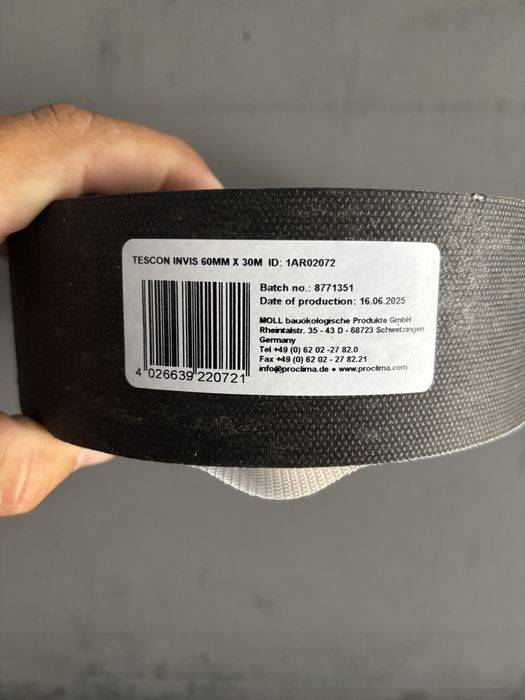 TESCON INVIS 60MM X 30M ID: 1AR02072
Batch no.: 8771351
Date of production: 16.06.2025
MOLL bauökologische Produkte GmbH
Rheintalstr. 35 - 43 D - 68723 Schwetzingen
Germany
Tel +49 (0) 62 02 -27 82.0
Fax +49 (0) 62 02 - 27 82.21
info@proclima.de ● www.proclima.com
4 026639 220721